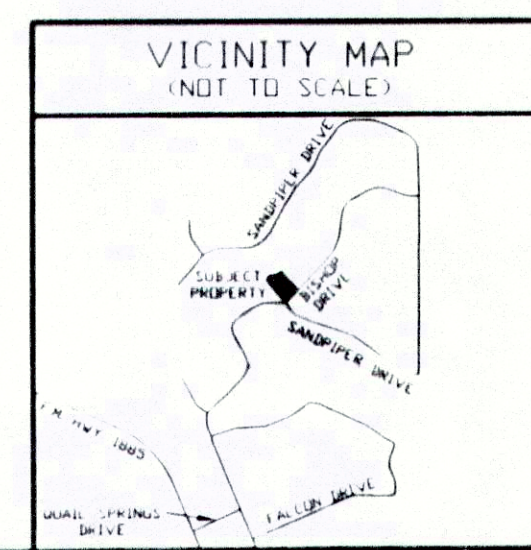 VICINITY MAP
(NOT TO SCALE)
SANDPIPER DRIVE
SUBJECT
PROPERTY
BISHOP
DRIVE
SANDPIPER DRIVE
F.M. HWY 1885
QUAIL SPRINGS
DRIVE
FALCON DRIVE